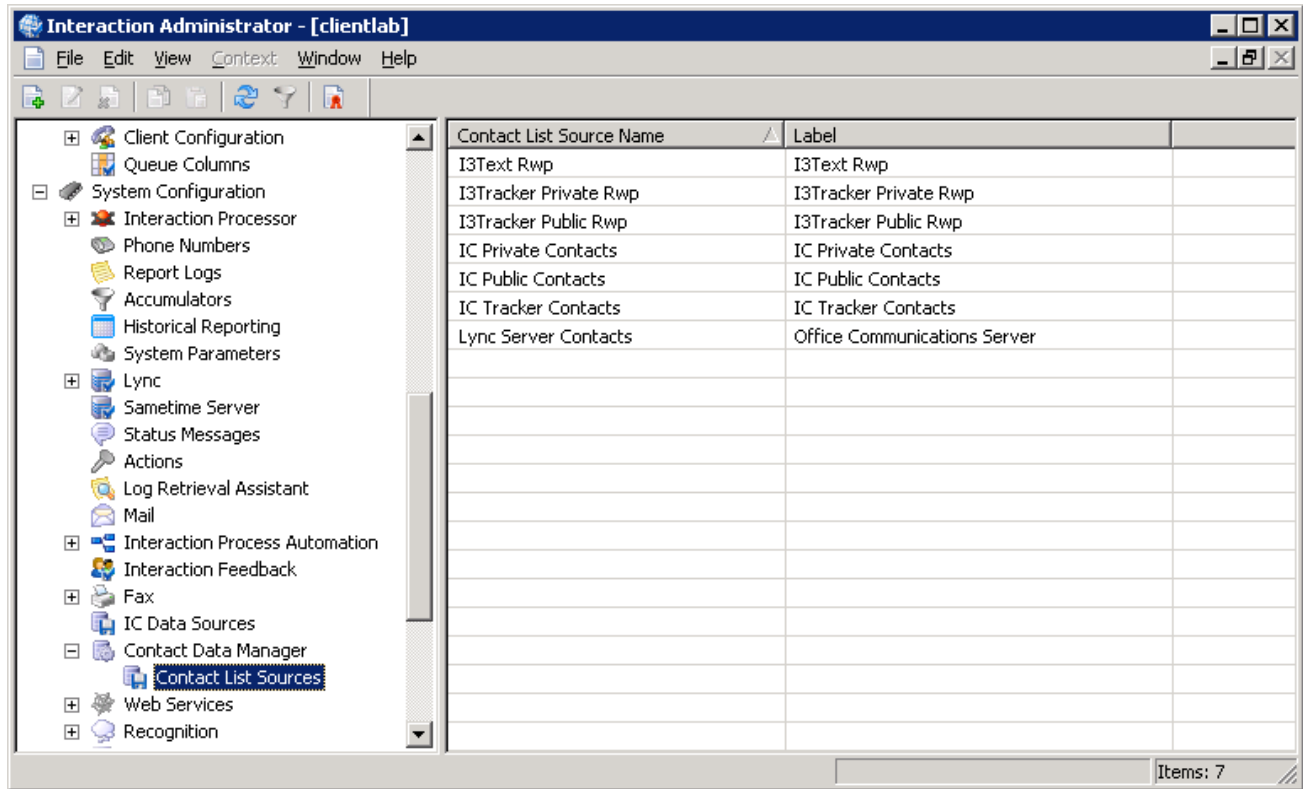 Interaction Administrator - [clientlab]
File Edit View Context Window Help
Client Configuration
Queue Columns
System Configuration
Interaction Processor
Phone Numbers
Report Logs
Accumulators
Historical Reporting
System Parameters
Lync
Sametime Server
Status Messages
Actions
Log Retrieval Assistant
Mail
Interaction Process Automation
Interaction Feedback
Fax
IC Data Sources
Contact Data Manager
Contact List Sources
Web Services
Recognition
Contact List Source Name Label
I3Text Rwp I3Text Rwp
I3Tracker Private Rwp I3Tracker Private Rwp
I3Tracker Public Rwp I3Tracker Public Rwp
IC Private Contacts IC Private Contacts
IC Public Contacts IC Public Contacts
IC Tracker Contacts IC Tracker Contacts
Lync Server Contacts Office Communications Server
Items: 7